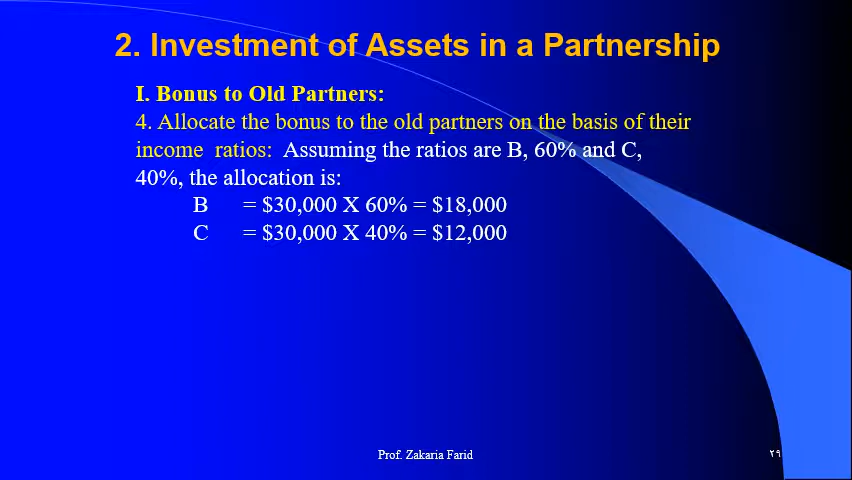 2. Investment of Assets in a Partnership
I. Bonus to Old Partners:
4. Allocate the bonus to the old partners on the basis of their
income ratios: Assuming the ratios are B, 60% and C,
40%, the allocation is:
B = $30,000 X 60% = $18,000
C = $30,000 X 40% = $12,000
Prof. Zakaria Farid
٢٩